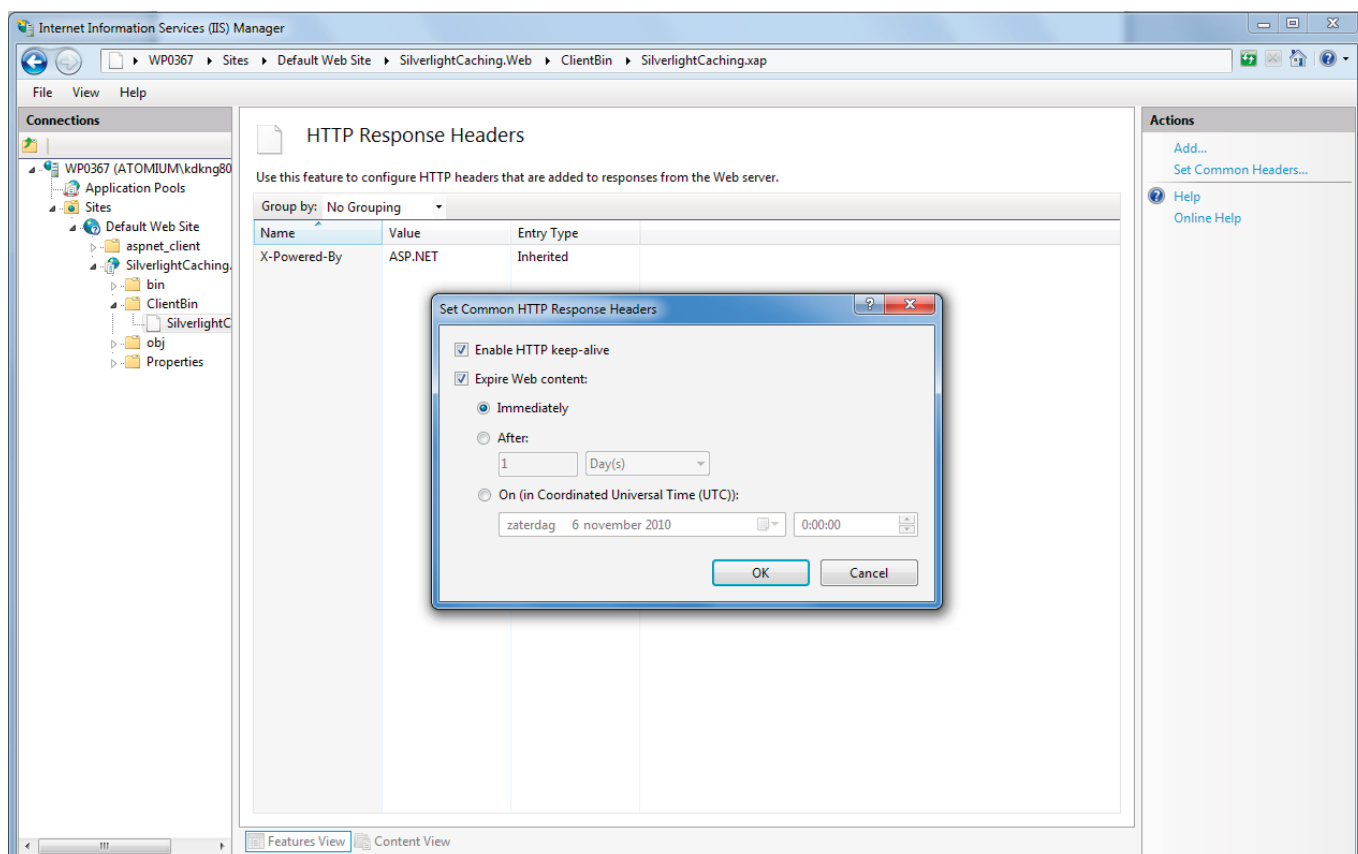 Internet Information Services (IIS) Manager
WP0367 Sites Default Web Site SilverlightCaching.Web ClientBin SilverlightCaching.xap
File View Help
Connections
WP0367 (ATOMIUM\kdkng80
Application Pools
Sites
Default Web Site
aspnet_client
SilverlightCaching.
bin
ClientBin
SilverlightC
obj
Properties
HTTP Response Headers
Use this feature to configure HTTP headers that are added to responses from the Web server.
Group by: No Grouping
Name Value Entry Type
X-Powered-By ASP.NET Inherited
Set Common HTTP Response Headers
Enable HTTP keep-alive
Expire Web content:
Immediately
After:
1 Day(s)
On (in Coordinated Universal Time (UTC)):
zaterdag 6 november 2010 0:00:00
OK Cancel
Features View Content View
Actions
Add...
Set Common Headers...
Help
Online Help